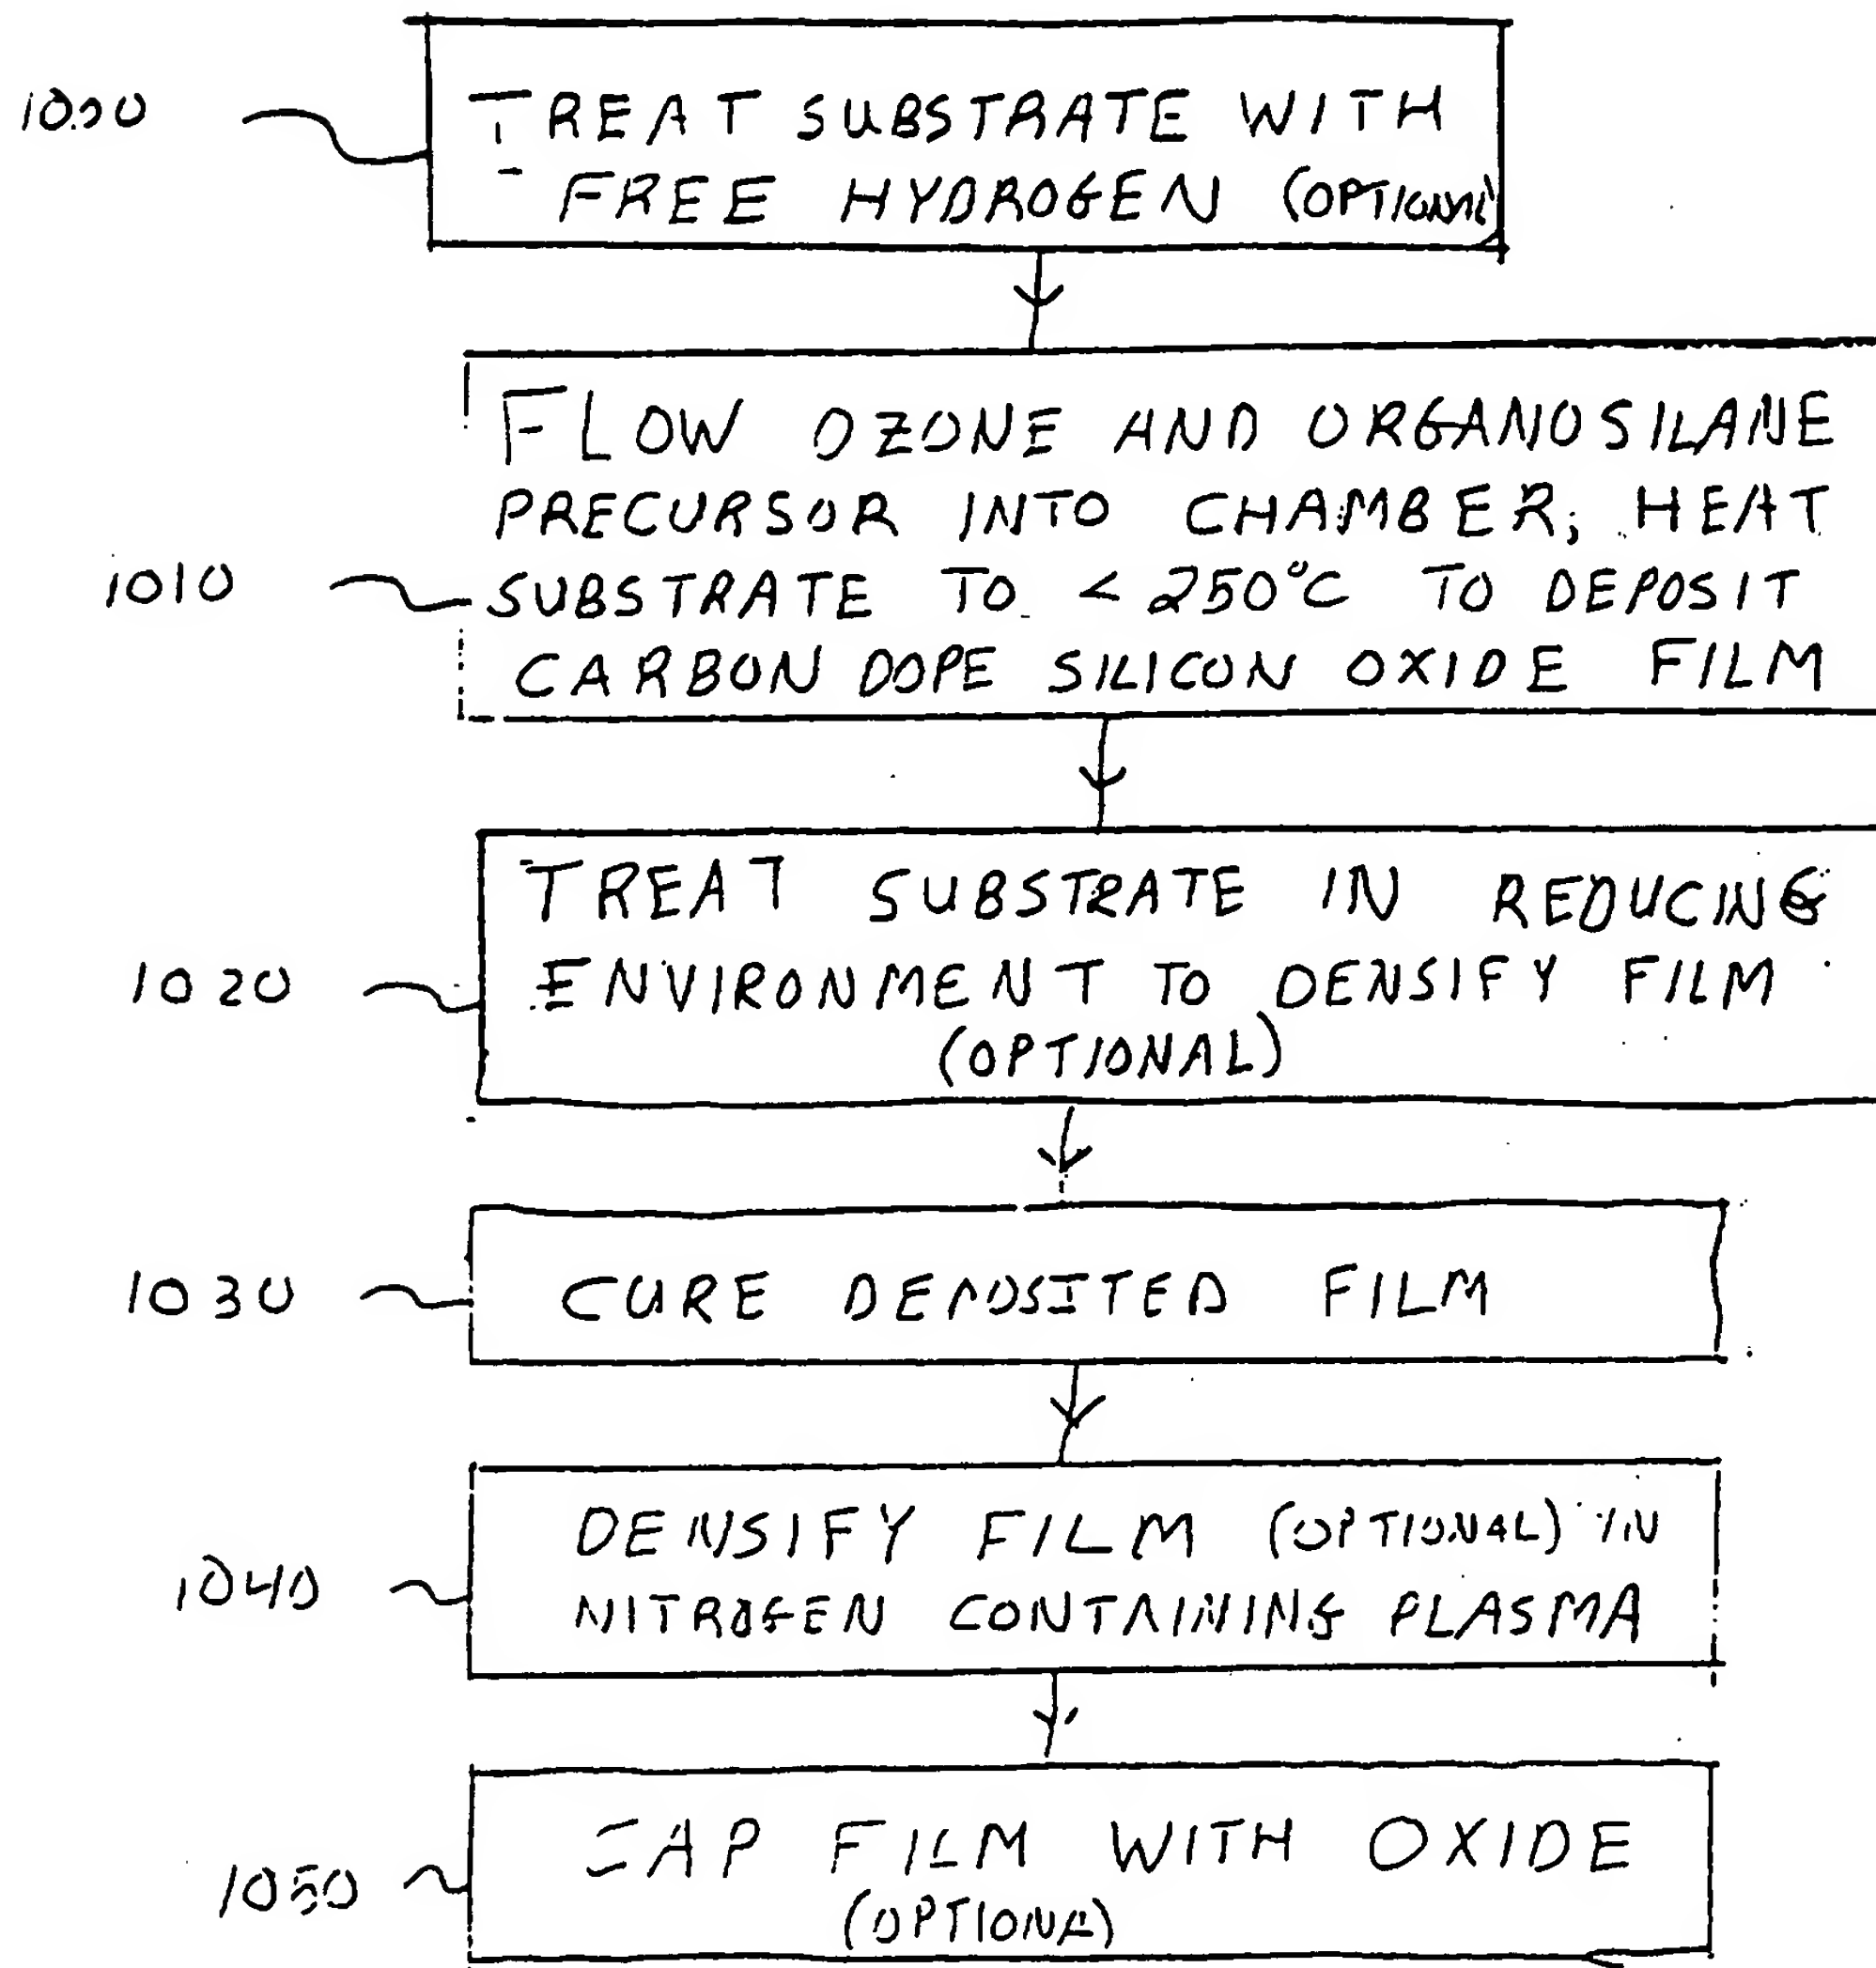 1000
TREAT SUBSTRATE WITH
FREE HYDROGEN (OPTIONAL)
FLOW OZONE AND ORGANOSILANE
PRECURSOR INTO CHAMBER; HEAT
1010
SUBSTRATE TO < 250°C TO DEPOSIT
CARBON DOPE SILICON OXIDE FILM
TREAT SUBSTRATE IN REDUCING
1020
ENVIRONMENT TO DENSIFY FILM
(OPTIONAL)
1030
CURE DEPOSITED FILM
DENSIFY FILM (OPTIONAL) IN
1040
NITROGEN CONTAINING PLASMA
CAP FILM WITH OXIDE
1050
(OPTIONAL)